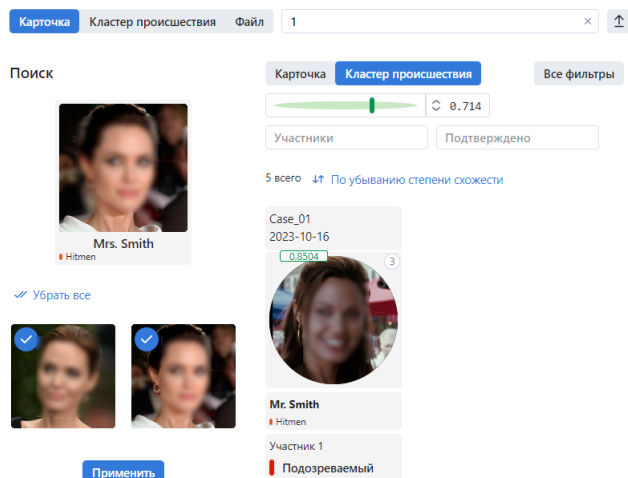 Карточка Кластер происшествия Файл 1 ×
Поиск
Карточка Кластер происшествия Все фильтры
0.714
Участники Подтверждено
5 всего По убыванию степени схожести
Mrs. Smith
Hitmen
Убрать все
Применить
Case_01
2023-10-16
0.8504 3
Mr. Smith
Hitmen
Участник 1
Подозреваемый